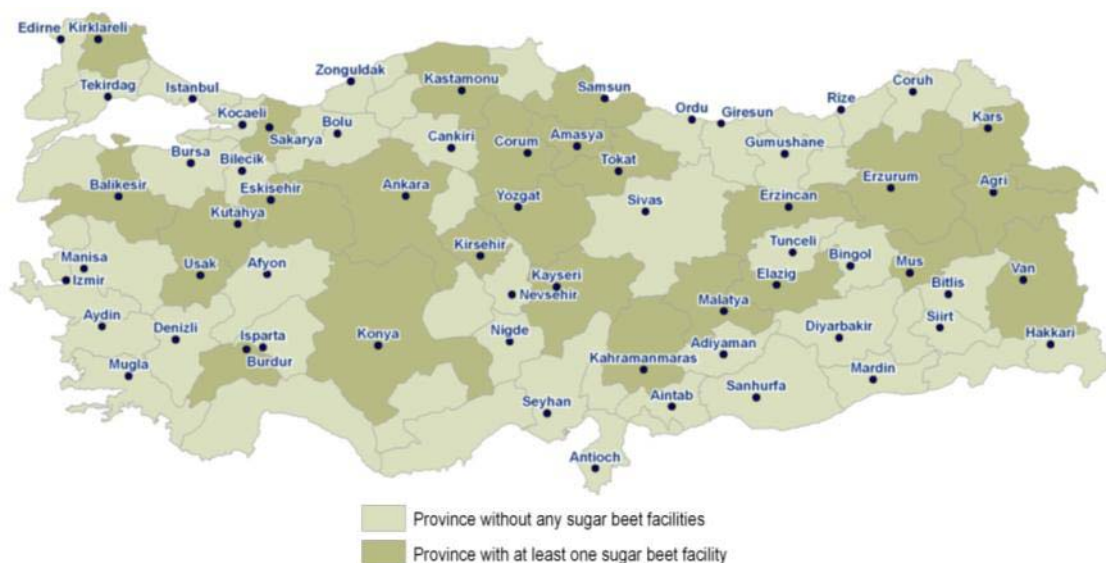 Edirne
Kirklareli
Tekirdag
Istanbul
Zonguldak
Kastamonu
Samsun
Ordu
Giresun
Rize
Coruh
Kars
Kocaeli
Sakarya
Bolu
Cankiri
Corum
Amasya
Tokat
Gumushane
Bursa
Bilecik
Eskisehir
Balikesir
Kutahya
Ankara
Yozgat
Sivas
Erzincan
Erzurum
Agri
Manisa
Izmir
Usak
Afyon
Kirsehir
Kayseri
Nevsehir
Tunceli
Elazig
Bingol
Mus
Bitlis
Van
Malatya
Aydin
Denizli
Isparta
Burdur
Konya
Nigde
Adiyaman
Diyarbakir
Siirt
Hakkari
Mugla
Kahramanmaras
Mardin
Seyhan
Aintab
Sanhurfa
Antioch
Province without any sugar beet facilities
Province with at least one sugar beet facility